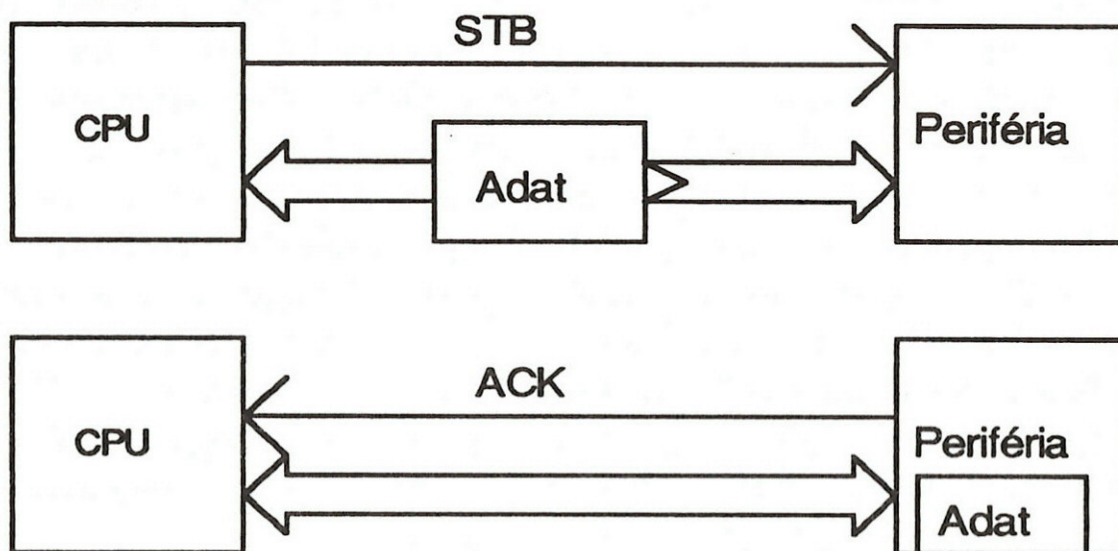 STB
CPU
Adat
Periféria
ACK
CPU
Periféria
Adat